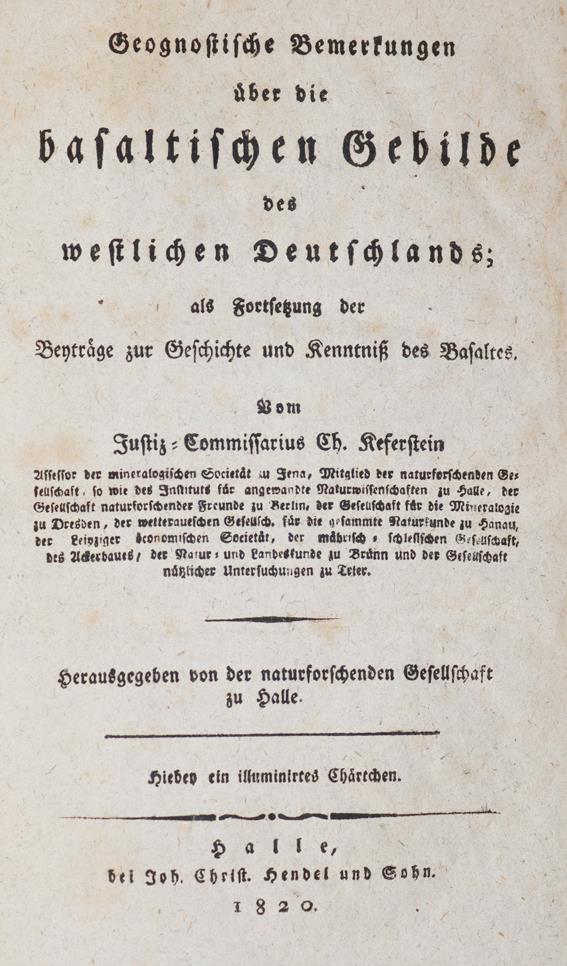 Geognostische Bemerkungen
über die
basaltischen Gebilde
des
westlichen Deutschlands;
als Fortsetzung der
Beyträge zur Geschichte und Kenntniß des Basaltes.
Vom
Justiz-Commissarius Ch. Keferstein
Assessor der mineralogischen Societät zu Jena, Mitglied der naturforschenden Ge-
sellschaft, so wie des Instituts für angewandte Naturwissenschaften zu Halle, der
Gesellschaft naturforschender Freunde zu Berlin, der Gesellschaft für die Mineralogie
zu Dresden, der wetteraueschen Gesellsch. für die gesammte Naturkunde zu Hanau,
der Leipziger öconomischen Societät, der mährisch-schlesischen Gesellschaft,
des Ackerbaues, der Natur- und Landeskunde zu Brünn und der Gesellschaft
nützlicher Untersuchungen zu Trier.
Herausgegeben von der naturforschenden Gesellschaft
zu Halle.
Hiebey ein illuminirtes Chärtchen.
Halle,
bei Joh. Christ. Hendel und Sohn.
1820.